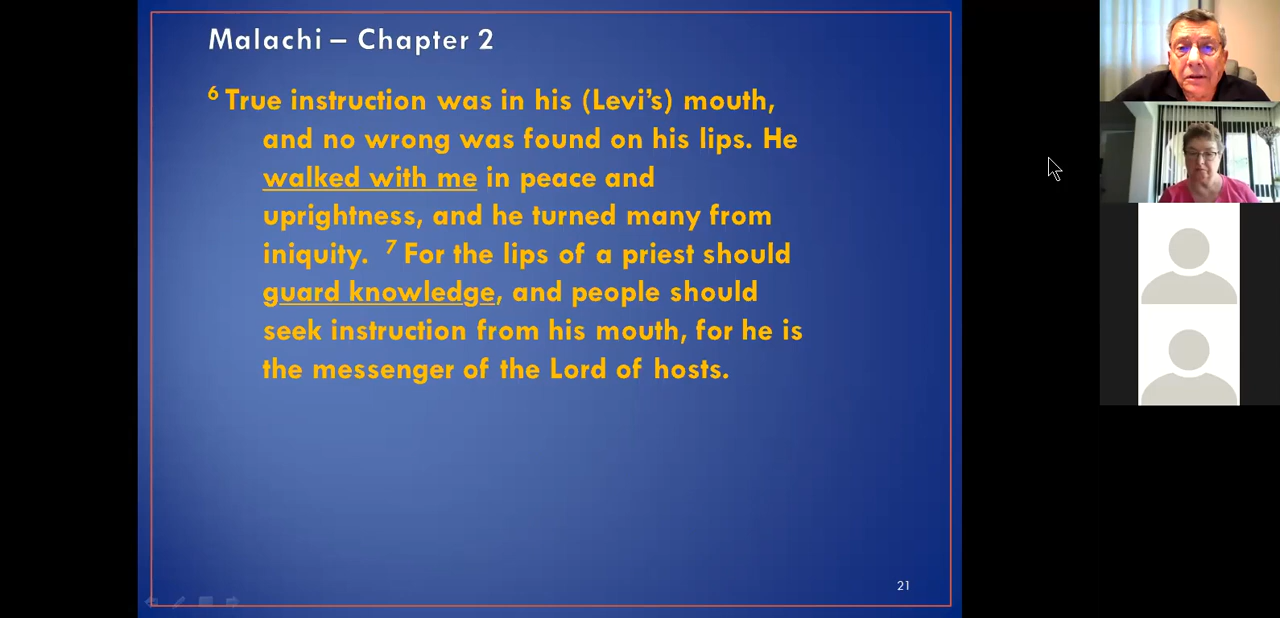 Malachi – Chapter 2
6 True instruction was in his (Levi’s) mouth,
and no wrong was found on his lips. He
walked with me in peace and
uprightness, and he turned many from
iniquity. 7 For the lips of a priest should
guard knowledge, and people should
seek instruction from his mouth, for he is
the messenger of the Lord of hosts.
21